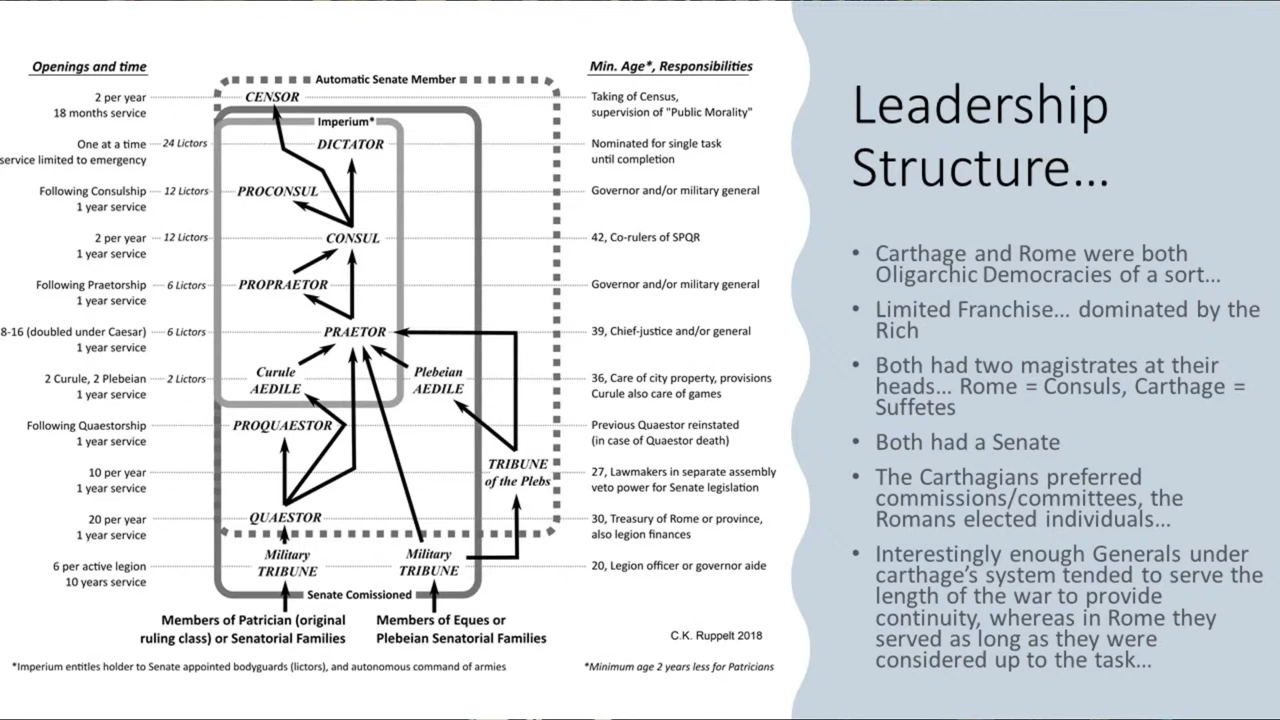 Openings and time
Automatic Senate Member
Min. Age*, Responsibilities
2 per year
18 months service
CENSOR
Taking of Census,
supervision of "Public Morality"
Imperium*
One at a time
service limited to emergency
24 Lictors
DICTATOR
Nominated for single task
until completion
Following Consulship
1 year service
12 Lictors
PROCONSUL
Governor and/or military general
2 per year
1 year service
12 Lictors
CONSUL
42, Co-rulers of SPQR
Following Praetorship
1 year service
6 Lictors
PROPRAETOR
Governor and/or military general
8-16 (doubled under Caesar)
1 year service
6 Lictors
PRAETOR
39, Chief-justice and/or general
2 Curule, 2 Plebeian
1 year service
2 Lictors
Curule
AEDILE
Plebeian
AEDILE
36, Care of city property, provisions
Curule also care of games
Following Quaestorship
1 year service
PROQUAESTOR
Previous Quaestor reinstated
(in case of Quaestor death)
10 per year
1 year service
TRIBUNE
of the Plebs
27, Lawmakers in separate assembly
veto power for Senate legislation
20 per year
1 year service
QUAESTOR
30, Treasury of Rome or province,
also legion finances
6 per active legion
10 years service
Military
TRIBUNE
Military
TRIBUNE
20, Legion officer or governor aide
Senate Comissioned
Members of Patrician (original
ruling class) or Senatorial Families
Members of Eques or
Plebeian Senatorial Families
C.K. Ruppelt 2018
*Imperium entitles holder to Senate appointed bodyguards (lictors), and autonomous command of armies
*Minimum age 2 years less for Patricians
Leadership
Structure...
• Carthage and Rome were both
Oligarchic Democracies of a sort...
• Limited Franchise... dominated by the
Rich
• Both had two magistrates at their
heads... Rome = Consuls, Carthage =
Suffetes
• Both had a Senate
• The Carthagians preferred
commissions/committees, the
Romans elected individuals...
• Interestingly enough Generals under
carthage's system tended to serve the
length of the war to provide
continuity, whereas in Rome they
served as long as they were
considered up to the task...